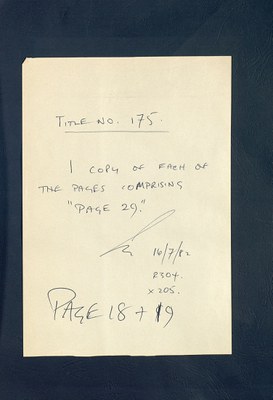 TITLE NO. 175.
1 COPY OF EACH OF
THE PAGES COMPRISING
"PAGE 29."
16/7/82
R304.
x 205.
PAGE 18 + 19